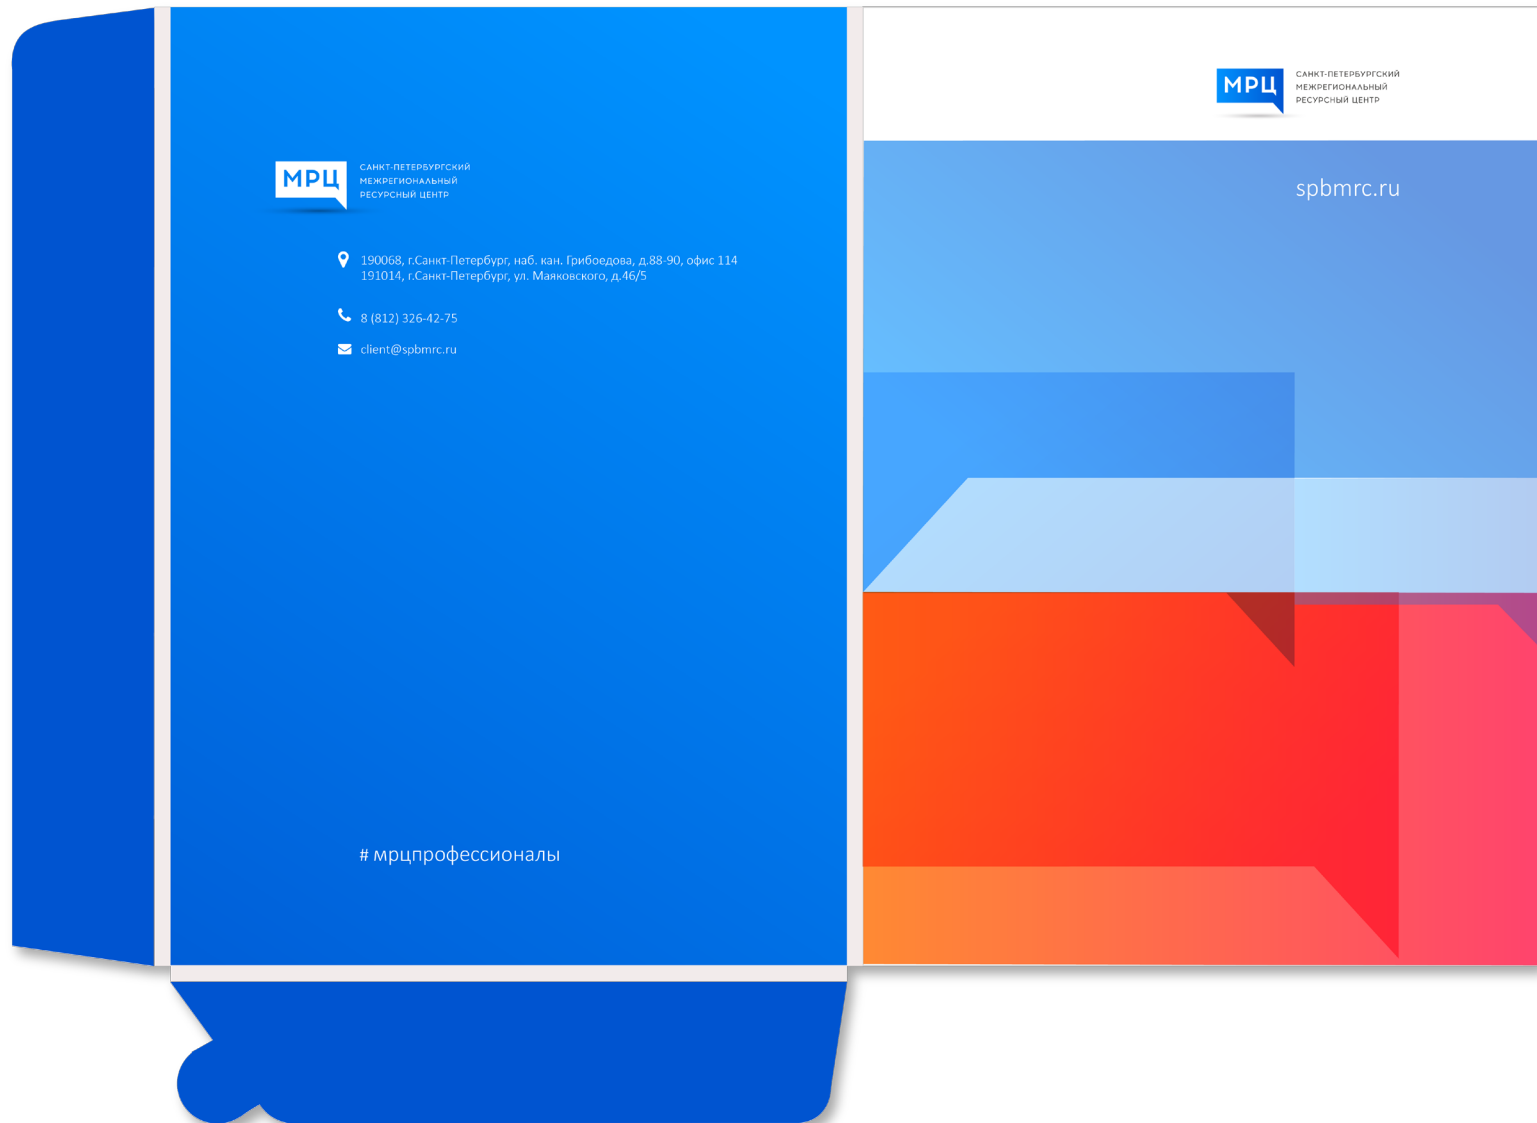 МРЦ
САНКТ-ПЕТЕРБУРГСКИЙ
МЕЖРЕГИОНАЛЬНЫЙ
РЕСУРСНЫЙ ЦЕНТР
190068, г.Санкт-Петербург, наб. кан. Грибоедова, д.88-90, офис 114
191014, г.Санкт-Петербург, ул. Маяковского, д.46/5
8 (812) 326-42-75
client@spbmrc.ru
# мрцпрофессионалы
МРЦ
САНКТ-ПЕТЕРБУРГСКИЙ
МЕЖРЕГИОНАЛЬНЫЙ
РЕСУРСНЫЙ ЦЕНТР
spbmrc.ru